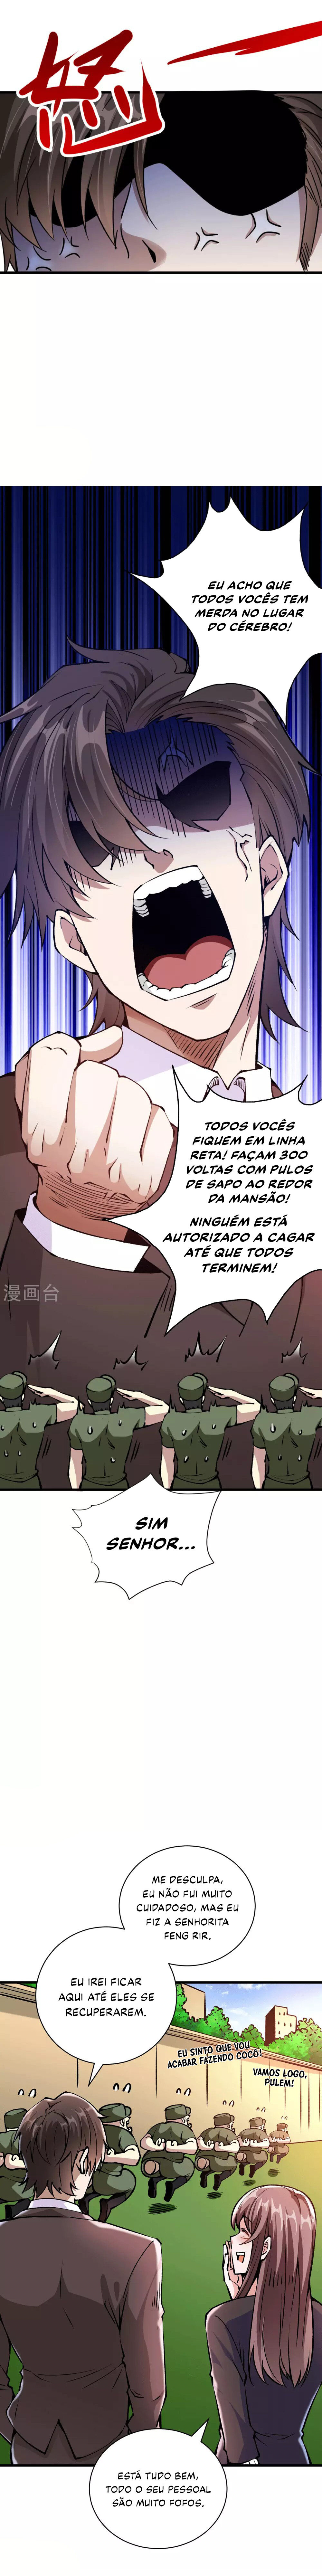 怒
EU ACHO QUE
TODOS VOCÊS TEM
MERDA NO LUGAR
DO CÉREBRO!
TODOS VOCÊS
FIQUEM EM LINHA
RETA! FAÇAM 300
VOLTAS COM PULOS
DE SAPO AO REDOR
DA MANSÃO!
NINGUÉM ESTÁ
AUTORIZADO A CAGAR
ATÉ QUE TODOS
TERMINEM!
漫画台
SIM
SENHOR...
ME DESCULPA,
EU NÃO FUI MUITO
CUIDADOSO, MAS EU
FIZ A SENHORITA
FENG RIR.
EU IREI FICAR
AQUI ATÉ ELES SE
RECUPERAREM.
EU SINTO QUE VOU
ACABAR FAZENDO COCÔ!
VAMOS LOGO,
PULEM!
ESTÁ TUDO BEM,
TODO O SEU PESSOAL
SÃO MUITO FOFOS.